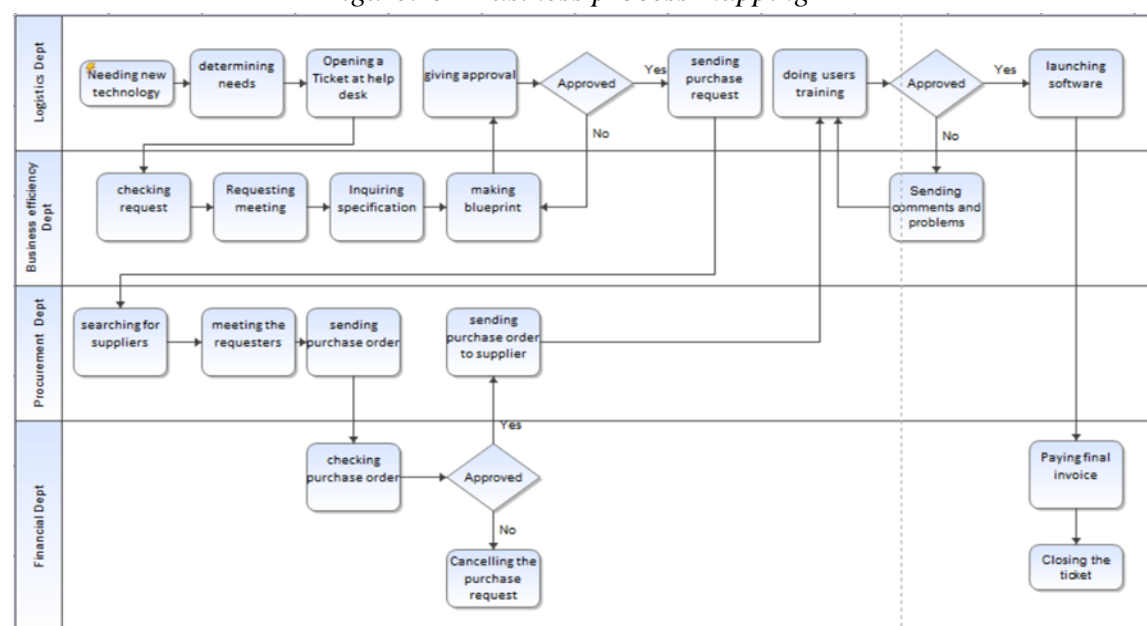 Logistics Dept
Needing new
technology
determining
needs
Opening a
Ticket at help
desk
giving approval
Approved
Yes
No
sending
purchase
request
doing users
training
Approved
Yes
No
launching
software
Business efficiency
Dept
checking
request
Requesting
meeting
Inquiring
specification
making
blueprint
Sending
comments and
problems
Procurement Dept
searching for
suppliers
meeting the
requesters
sending
purchase order
sending
purchase order
to supplier
Financial Dept
checking
purchase order
Approved
Yes
No
Cancelling the
purchase
request
Paying final
invoice
Closing the
ticket